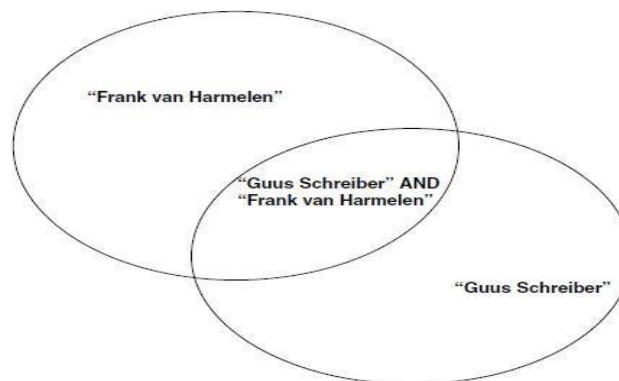 “Frank van Harmelen”
“Guus Schreiber” AND
“Frank van Harmelen”
“Guus Schreiber”